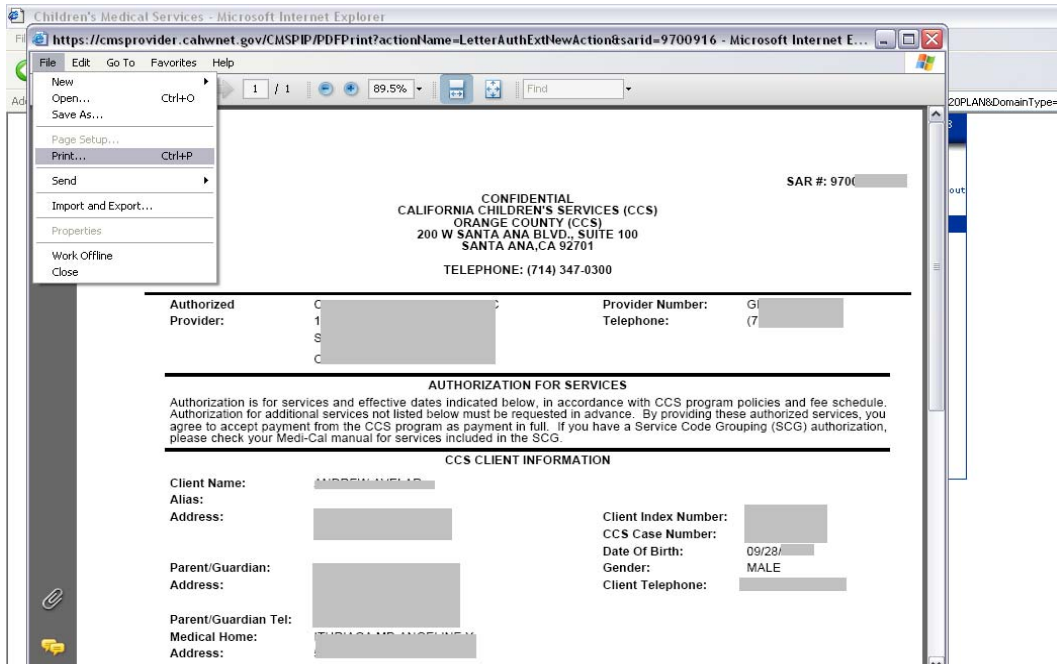 Children's Medical Services - Microsoft Internet Explorer
https://cmsprovider.cahwnet.gov/CMSPIP/PDFPrint?actionName=LetterAuthExtNewAction&sarid=9700916 - Microsoft Internet E...
File Edit Go To Favorites Help
New
Open... Ctrl+O
Save As...
Page Setup...
Print... Ctrl+P
Send
Import and Export...
Properties
Work Offline
Close
1 / 1 89.5% Find
20PLAN&DomainType=
out
SAR #: 970
CONFIDENTIAL
CALIFORNIA CHILDREN'S SERVICES (CCS)
ORANGE COUNTY (CCS)
200 W SANTA ANA BLVD., SUITE 100
SANTA ANA,CA 92701
TELEPHONE: (714) 347-0300
Authorized Provider Number:
Provider: 1 Telephone: (7
AUTHORIZATION FOR SERVICES
Authorization is for services and effective dates indicated below, in accordance with CCS program policies and fee schedule.
Authorization for additional services not listed below must be requested in advance. By providing these authorized services, you
agree to accept payment from the CCS program as payment in full. If you have a Service Code Grouping (SCG) authorization,
please check your Medi-Cal manual for services included in the SCG.
CCS CLIENT INFORMATION
Client Name:
Alias:
Address: Client Index Number:
CCS Case Number:
Date Of Birth: 09/28/
Parent/Guardian: Gender: MALE
Address: Client Telephone:
Parent/Guardian Tel:
Medical Home:
Address: